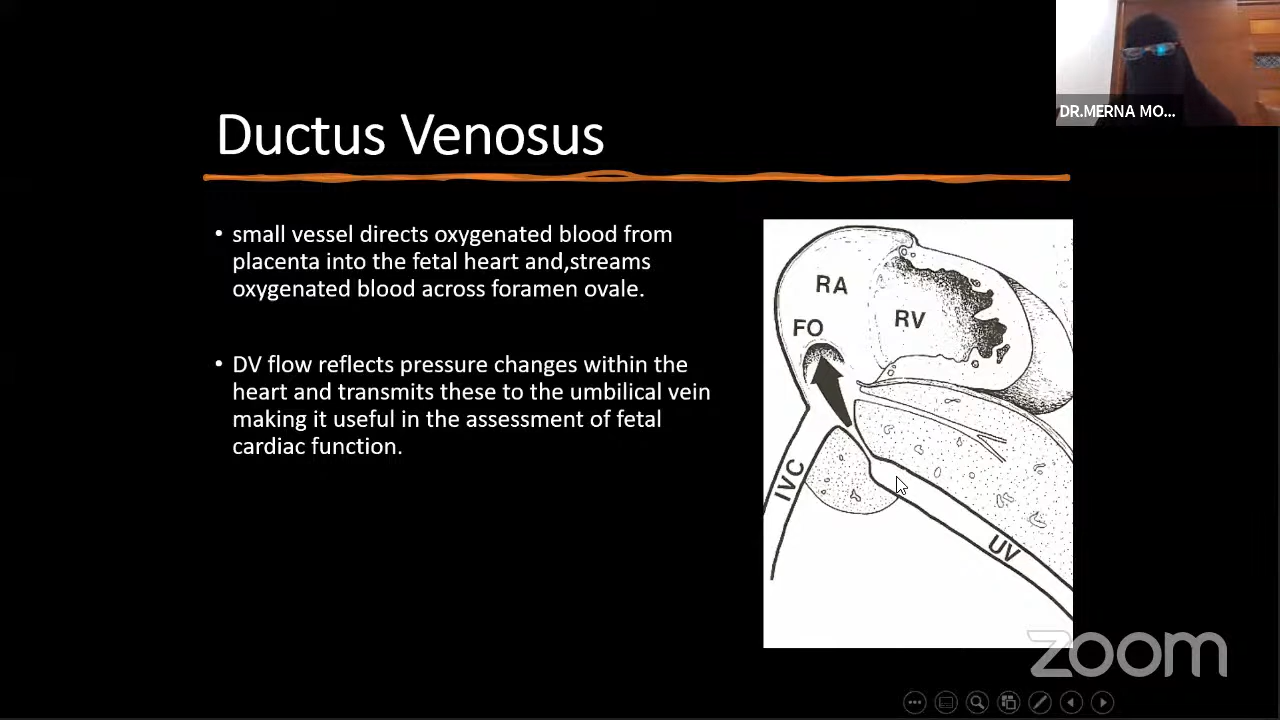 DR.MERNA MO...
Ductus Venosus
• small vessel directs oxygenated blood from
placenta into the fetal heart and,streams
oxygenated blood across foramen ovale.
• DV flow reflects pressure changes within the
heart and transmits these to the umbilical vein
making it useful in the assessment of fetal
cardiac function.
RA
FO
RV
IVC
UV
zoom